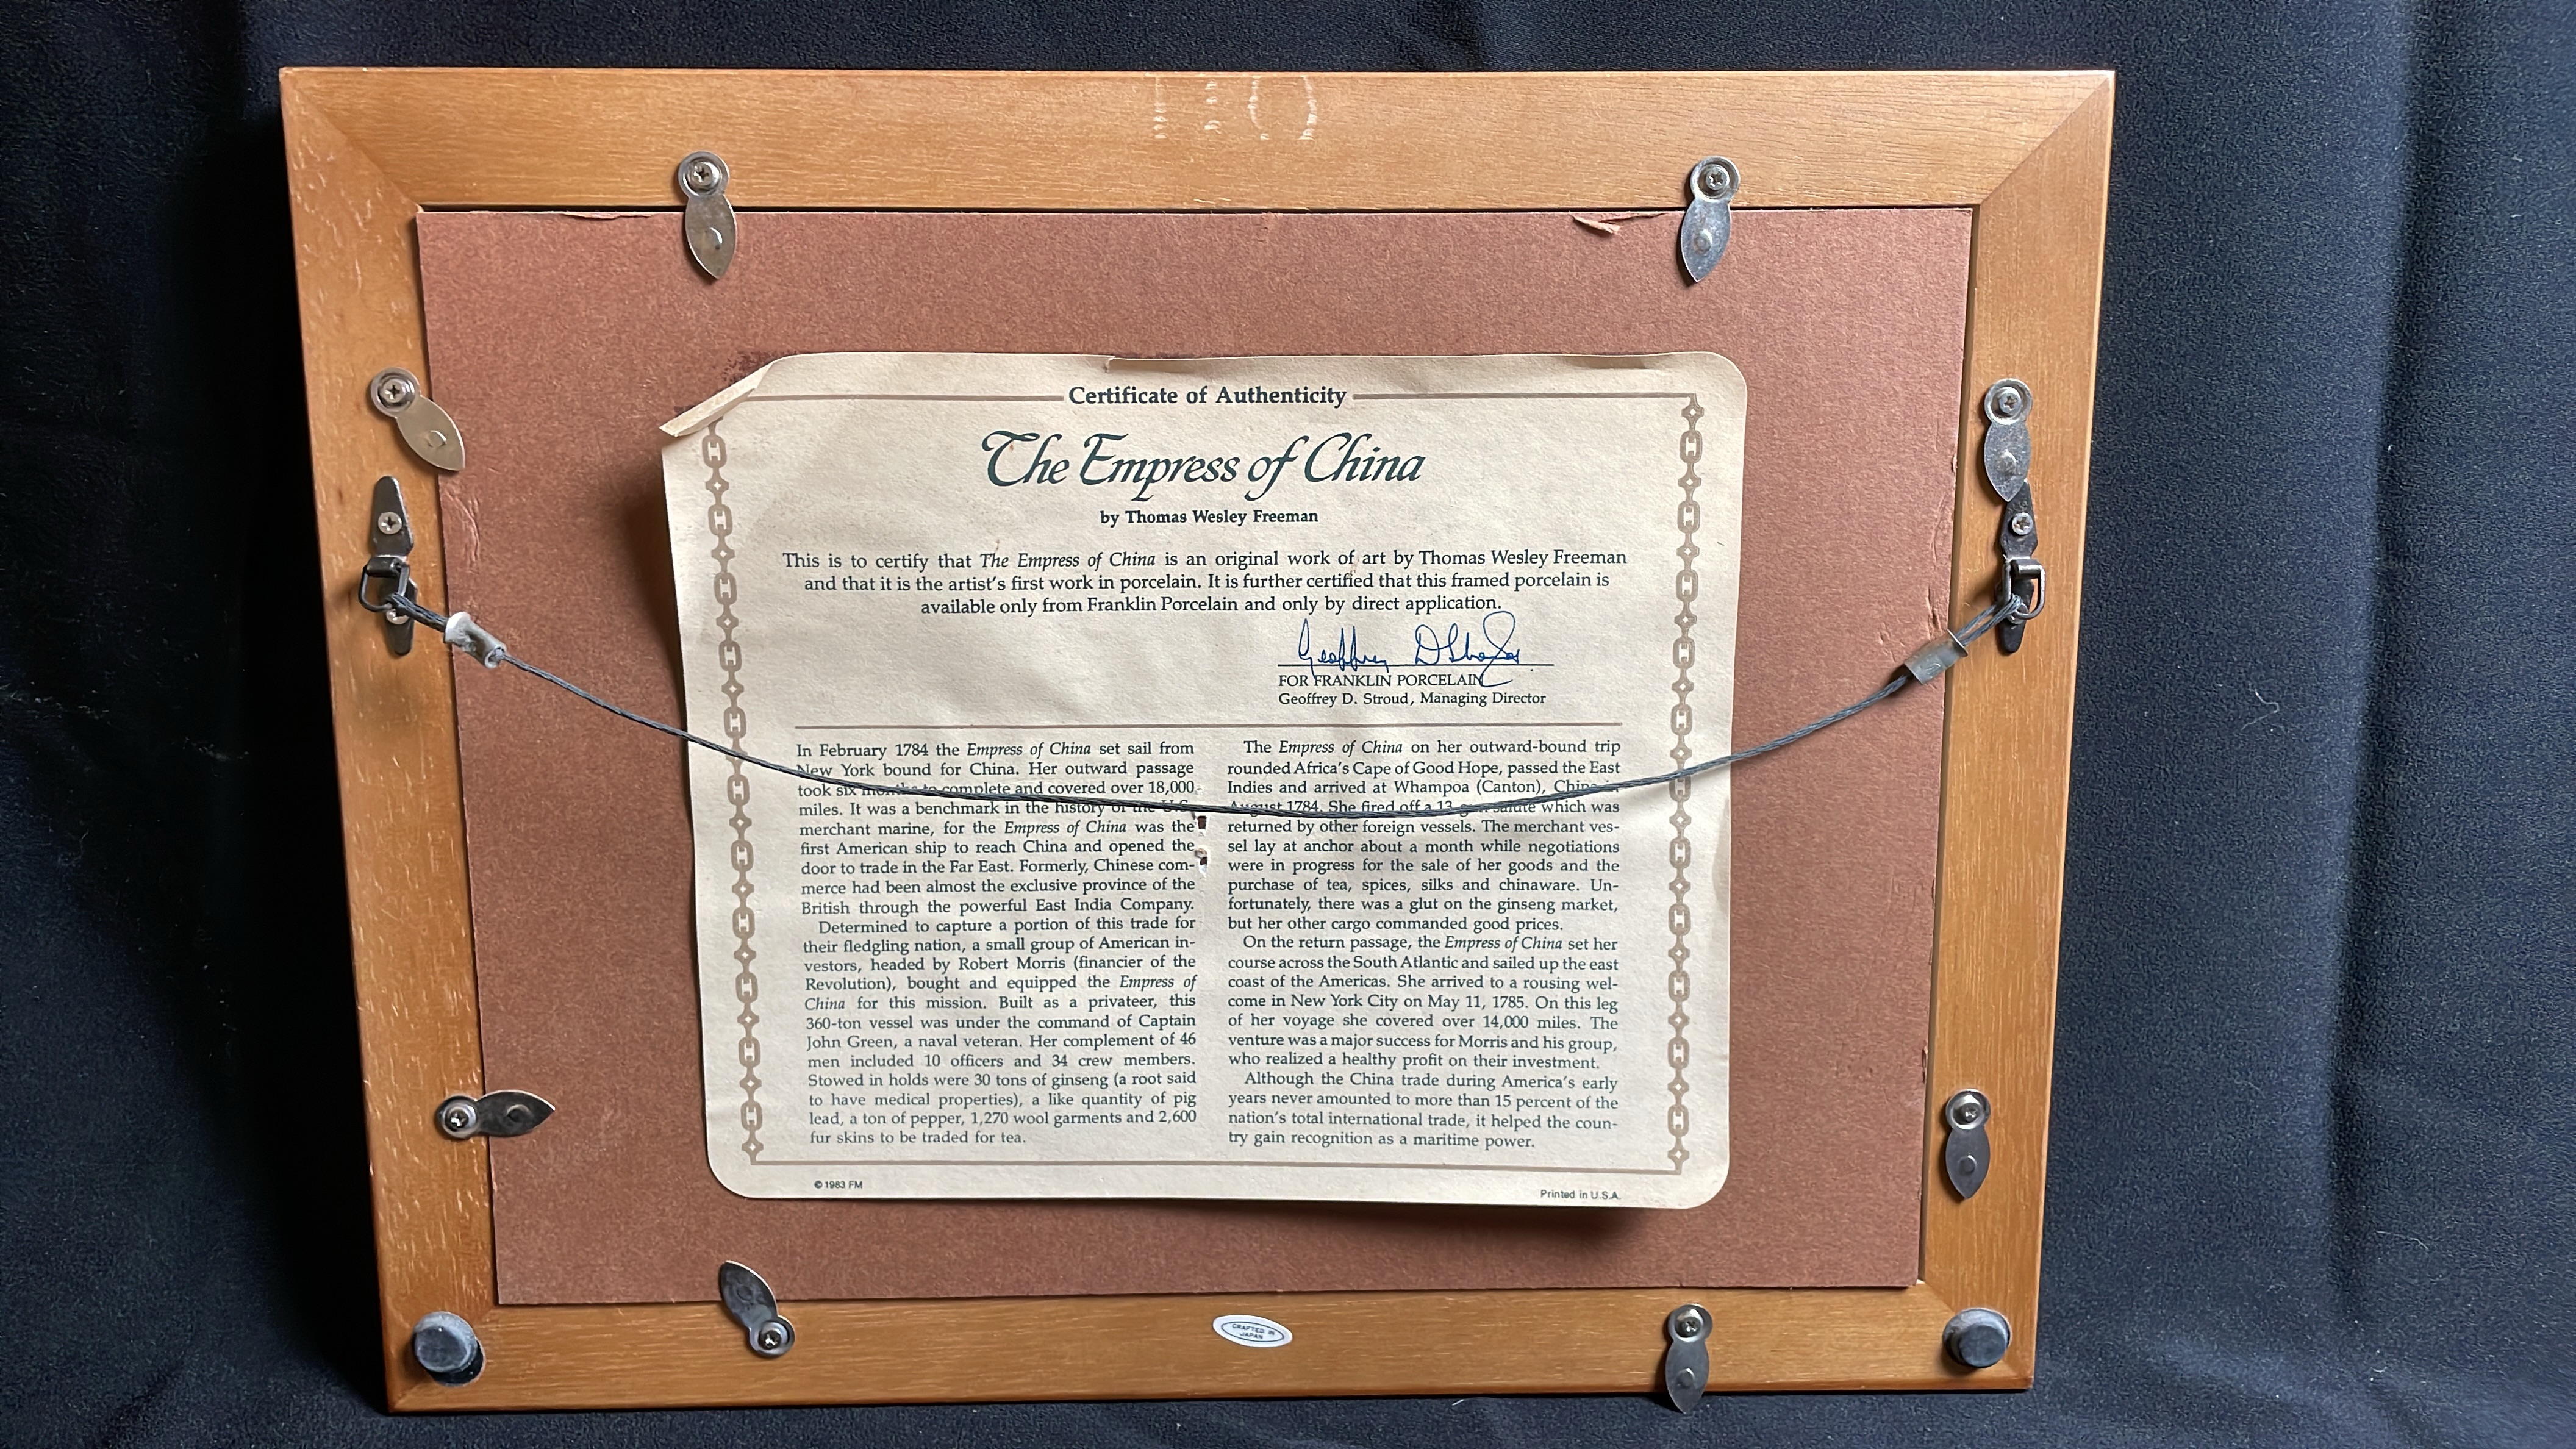 Certificate of Authenticity
The Empress of China
by Thomas Wesley Freeman
This is to certify that The Empress of China is an original work of art by Thomas Wesley Freeman
and that it is the artist's first work in porcelain. It is further certified that this framed porcelain is
available only from Franklin Porcelain and only by direct application.
FOR FRANKLIN PORCELAIN
Geoffrey D. Stroud, Managing Director
In February 1784 the Empress of China set sail from
New York bound for China. Her outward passage
took six months to complete and covered over 18,000
miles. It was a benchmark in the history of the U.S.
merchant marine, for the Empress of China was the
first American ship to reach China and opened the
door to trade in the Far East. Formerly, Chinese com-
merce had been almost the exclusive province of the
British through the powerful East India Company.
Determined to capture a portion of this trade for
their fledgling nation, a small group of American in-
vestors, headed by Robert Morris (financier of the
Revolution), bought and equipped the Empress of
China for this mission. Built as a privateer, this
360-ton vessel was under the command of Captain
John Green, a naval veteran. Her complement of 46
men included 10 officers and 34 crew members.
Stowed in holds were 30 tons of ginseng (a root said
to have medical properties), a like quantity of pig
lead, a ton of pepper, 1,270 wool garments and 2,600
fur skins to be traded for tea.
The Empress of China on her outward-bound trip
rounded Africa's Cape of Good Hope, passed the East
Indies and arrived at Whampoa (Canton), China in
August 1784. She fired off a 13-gun salute which was
returned by other foreign vessels. The merchant ves-
sel lay at anchor about a month while negotiations
were in progress for the sale of her goods and the
purchase of tea, spices, silks and chinaware. Un-
fortunately, there was a glut on the ginseng market,
but her other cargo commanded good prices.
On the return passage, the Empress of China set her
course across the South Atlantic and sailed up the east
coast of the Americas. She arrived to a rousing wel-
come in New York City on May 11, 1785. On this leg
of her voyage she covered over 14,000 miles. The
venture was a major success for Morris and his group,
who realized a healthy profit on their investment.
Although the China trade during America's early
years never amounted to more than 15 percent of the
nation's total international trade, it helped the coun-
try gain recognition as a maritime power.
© 1983 FM
Printed in U.S.A.
CRAFTED IN
JAPAN